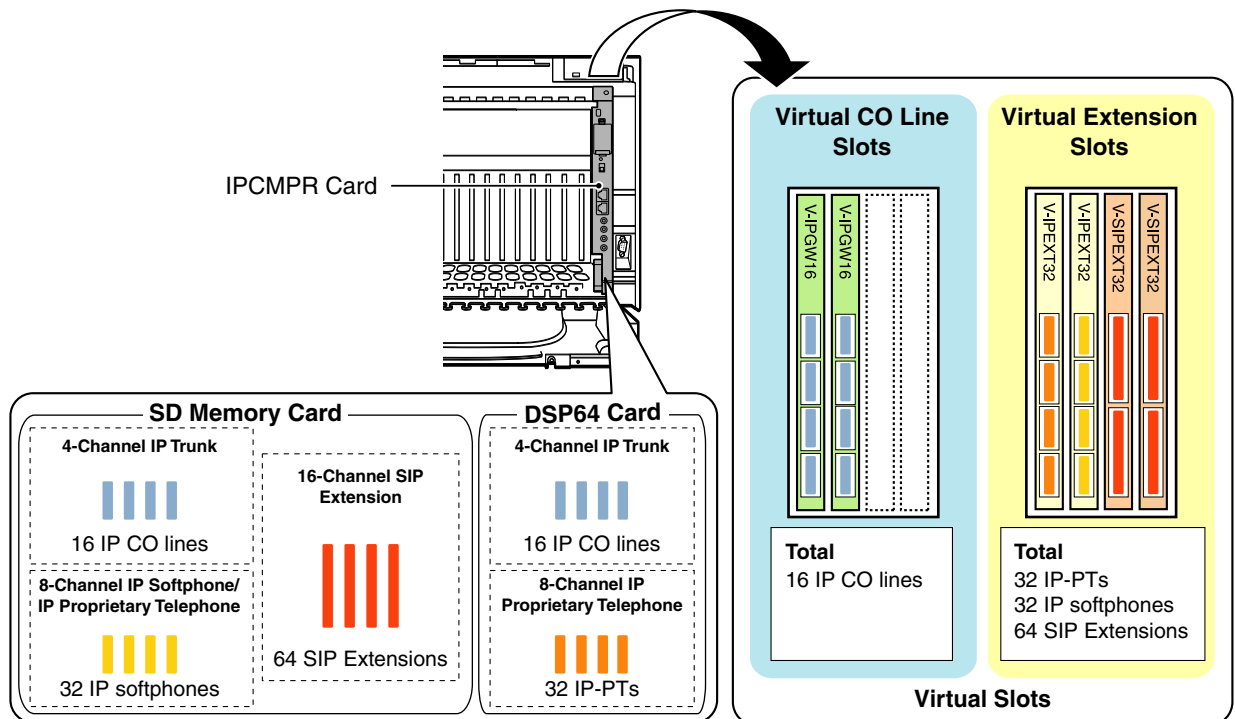 IPCMPR Card
SD Memory Card
4-Channel IP Trunk
16 IP CO lines
8-Channel IP Softphone/
IP Proprietary Telephone
32 IP softphones
16-Channel SIP
Extension
64 SIP Extensions
DSP64 Card
4-Channel IP Trunk
16 IP CO lines
8-Channel IP
Proprietary Telephone
32 IP-PTs
Virtual CO Line
Slots
V-IPGW16
V-IPGW16
Total
16 IP CO lines
Virtual Extension
Slots
V-IPEXT32
V-IPEXT32
V-SIPEXT32
V-SIPEXT32
Total
32 IP-PTs
32 IP softphones
64 SIP Extensions
Virtual Slots